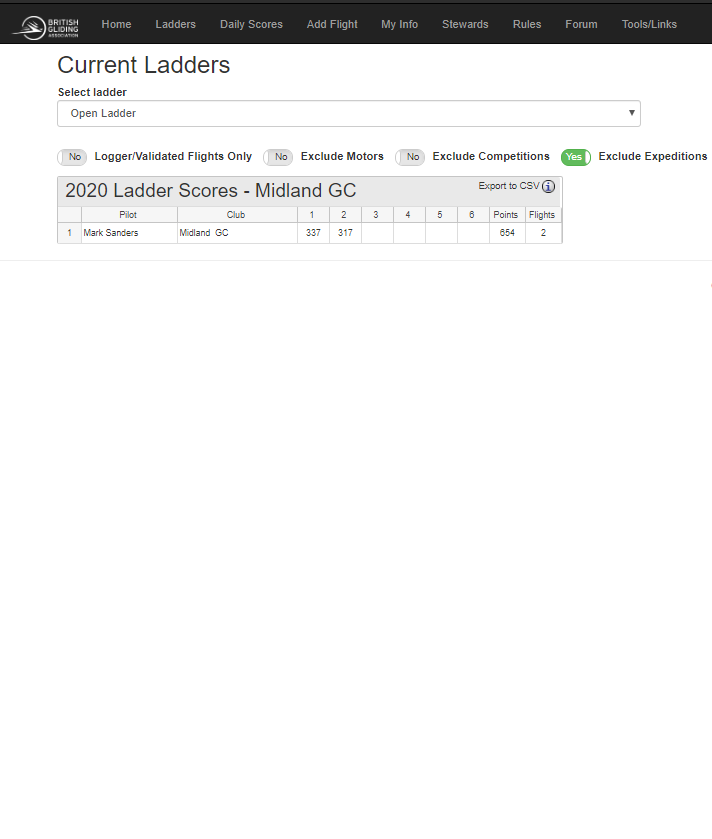 BRITISH GLIDING ASSOCIATION Home Ladders Daily Scores Add Flight My Info Stewards Rules Forum Tools/Links
Current Ladders
Select ladder
Open Ladder
No Logger/Validated Flights Only No Exclude Motors No Exclude Competitions Yes Exclude Expeditions
2020 Ladder Scores - Midland GC Export to CSV
Pilot Club 1 2 3 4 5 6 Points Flights
1 Mark Sanders Midland GC 337 317 654 2